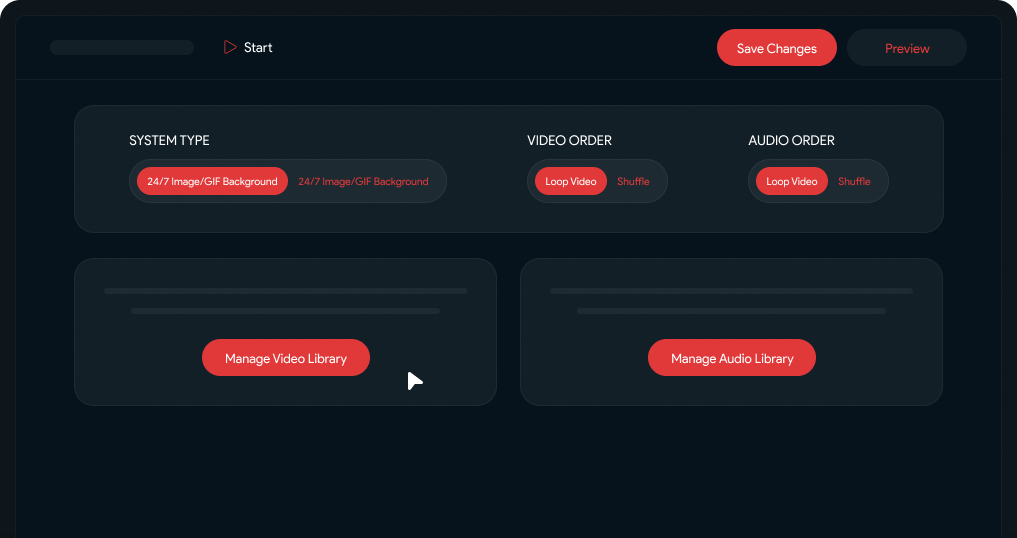 Start
Save Changes
Preview
SYSTEM TYPE
VIDEO ORDER
AUDIO ORDER
24/7 Image/GIF Background
24/7 Image/GIF Background
Loop Video
Shuffle
Loop Video
Shuffle
Manage Video Library
Manage Audio Library